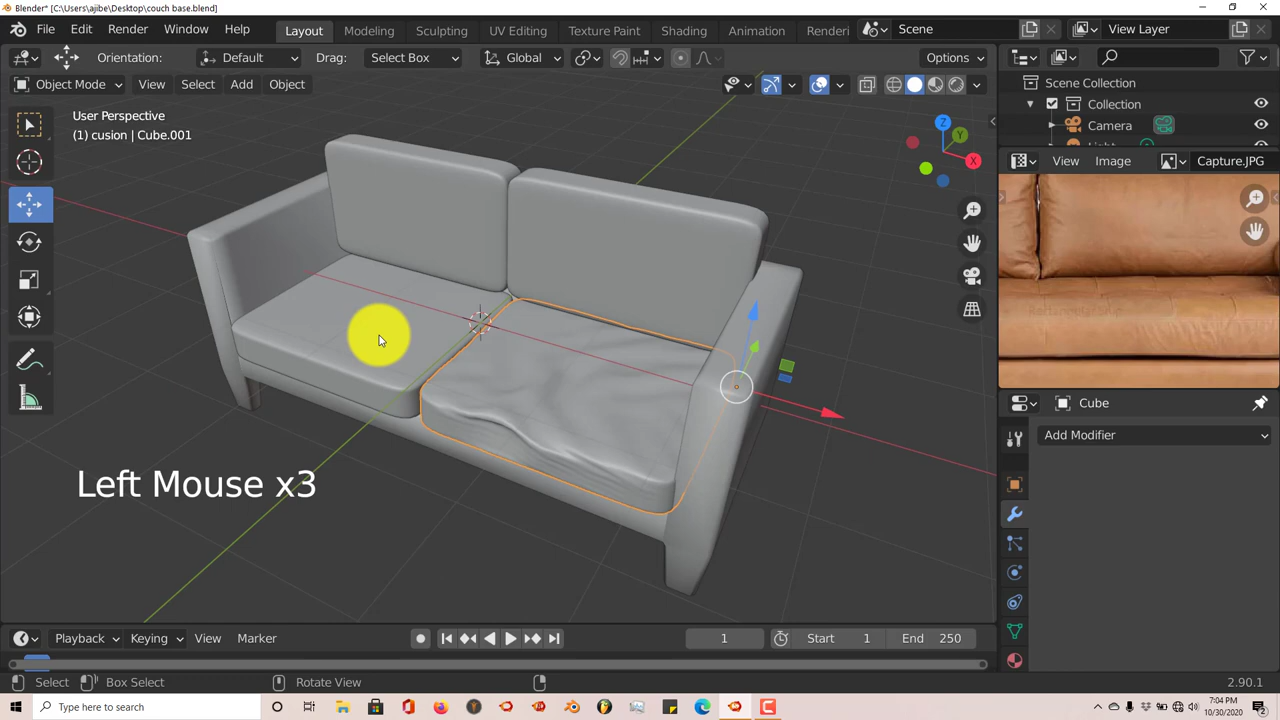 Blender* [C:\Users\ajibe\Desktop\couch base.blend]
File Edit Render Window Help Layout Modeling Sculpting UV Editing Texture Paint Shading Animation Renderi Scene View Layer
Orientation: Default Drag: Select Box Global Options
Object Mode View Select Add Object
User Perspective
(1) cusion | Cube.001
Z
Y
X
Scene Collection
Collection
Camera
View Image Capture.JPG
Cube
Add Modifier
Left Mouse x3
Playback Keying View Marker 1 Start 1 End 250
Select Box Select Rotate View 2.90.1
Type here to search
7:04 PM
10/30/2020
2